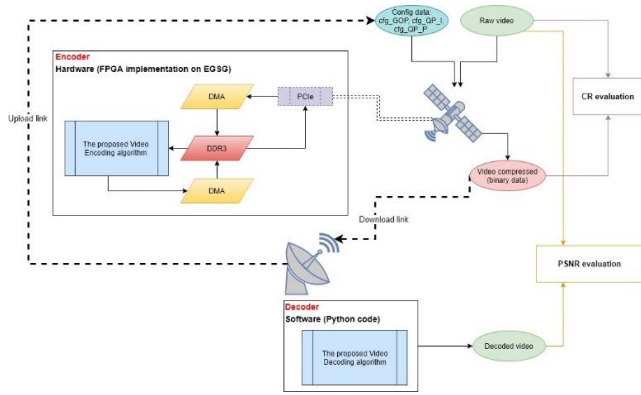 Config data:
cfg_GOP, cfg_QP_I,
cfg_QP_P
Raw video
Encoder
Hardware (FPGA implementation on EGSG)
DMA
PCIe
CR evaluation
Upload link
The proposed Video
Encoding algorithm
DDR3
DMA
Video compressed
(binary data)
Download link
PSNR evaluation
Decoder
Software (Python code)
The proposed Video
Decoding algorithm
Decoded video